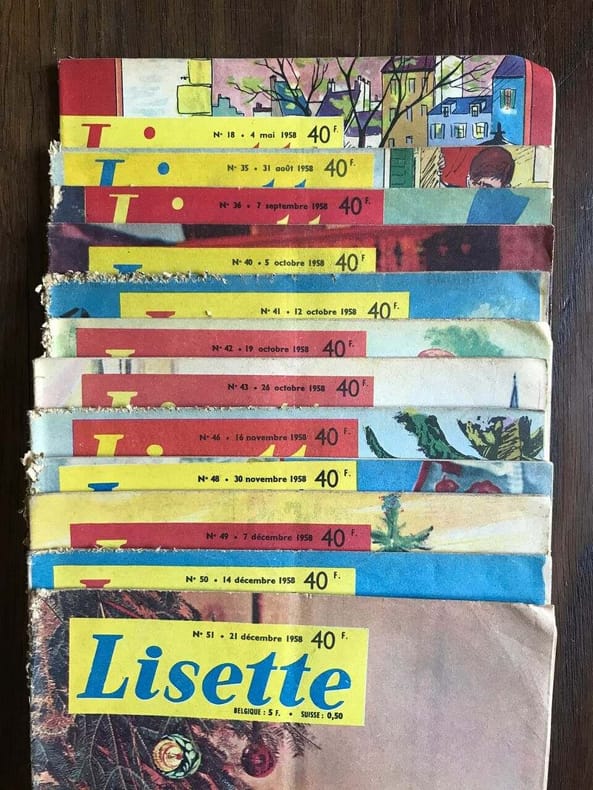 N° 18 • 4 mai 1958 40 F.
N° 35 • 31 août 1958 40 F.
N° 36 • 7 septembre 1958 40 F.
N° 40 • 5 octobre 1958 40 F.
N° 41 • 12 octobre 1958 40 F.
N° 42 • 19 octobre 1958 40 F.
N° 43 • 26 octobre 1958 40 F.
N° 46 • 16 novembre 1958 40 F.
N° 48 • 30 novembre 1958 40 F.
N° 49 • 7 décembre 1958 40 F.
N° 50 • 14 décembre 1958 40 F.
N° 51 • 21 décembre 1958 40 F.
Lisette
BELGIQUE : 5 F. • SUISSE : 0,50